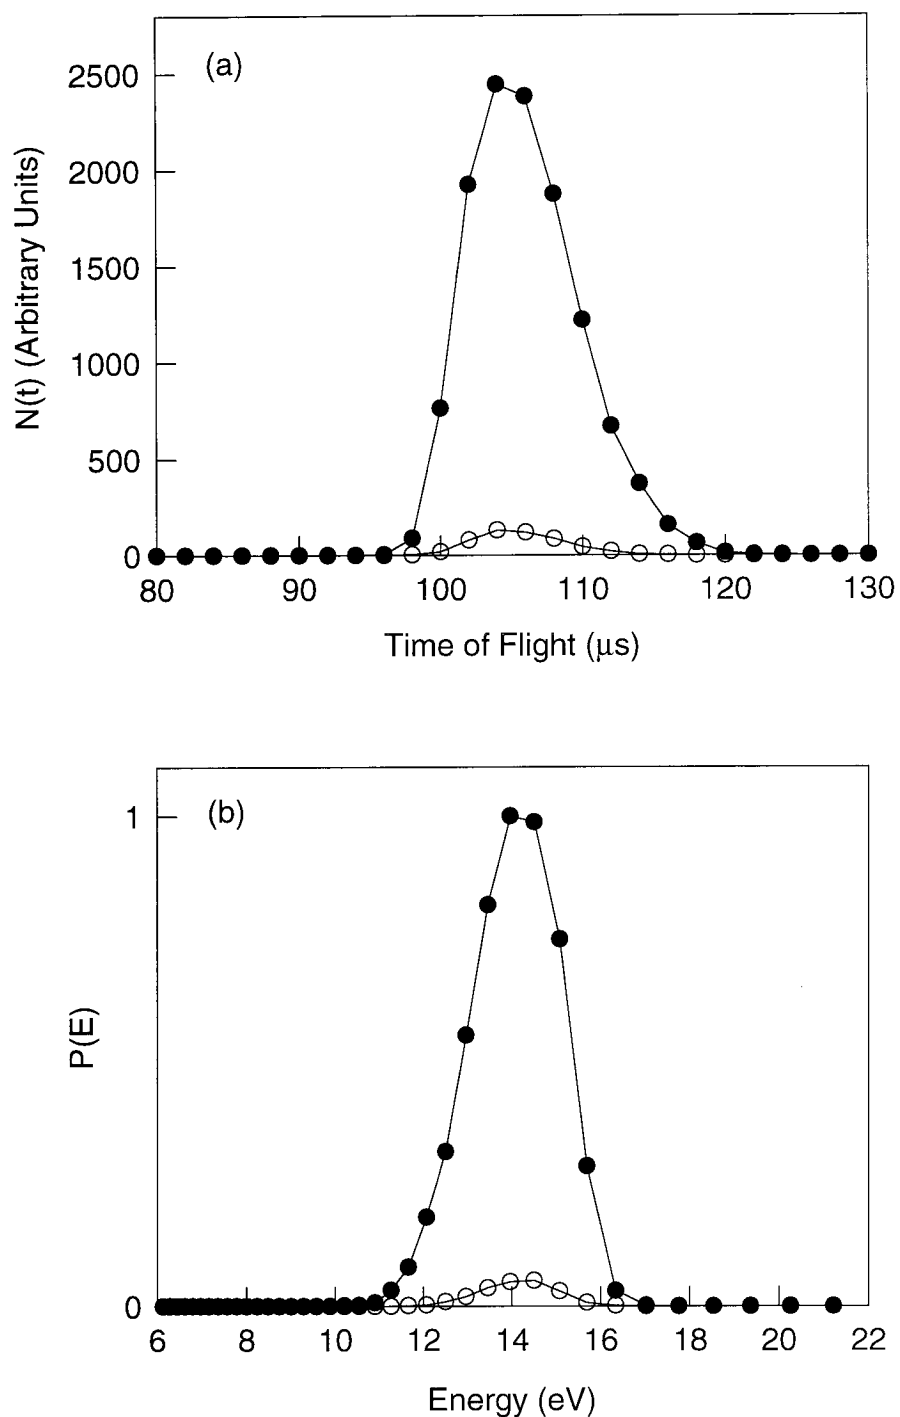 (a)
2500
2000
1500
1000
500
0
N(t) (Arbitrary Units)
80 90 100 110 120 130
Time of Flight (μs)
(b)
1
0
P(E)
6 8 10 12 14 16 18 20 22
Energy (eV)